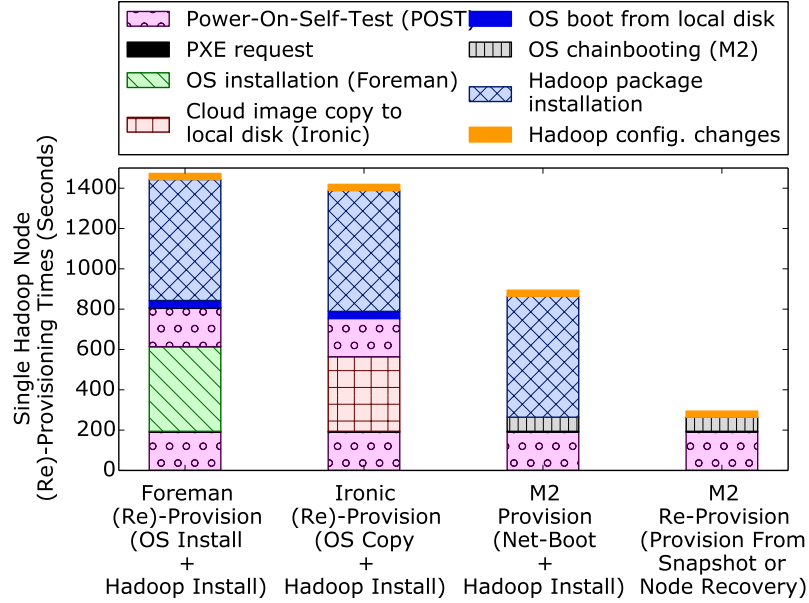 Power-On-Self-Test (POST)
PXE request
OS installation (Foreman)
Cloud image copy to
local disk (Ironic)
OS boot from local disk
OS chainbooting (M2)
Hadoop package
installation
Hadoop config. changes
Single Hadoop Node
(Re)-Provisioning Times (Seconds)
1400
1200
1000
800
600
400
200
0
Foreman
(Re)-Provision
(OS Install
+
Hadoop Install)
Ironic
(Re)-Provision
(OS Copy
+
Hadoop Install)
M2
Provision
(Net-Boot
+
Hadoop Install)
M2
Re-Provision
(Provision From
Snapshot or
Node Recovery)